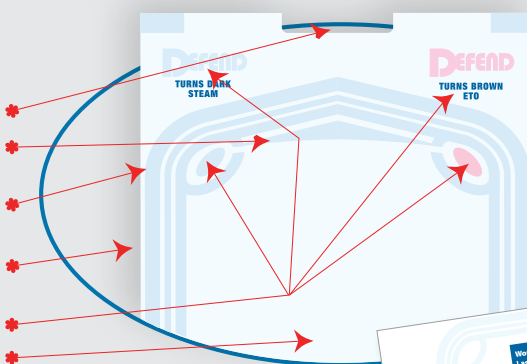 DEFEND
TURNS DARK
STEAM
DEFEND
TURNS BROWN
ETO